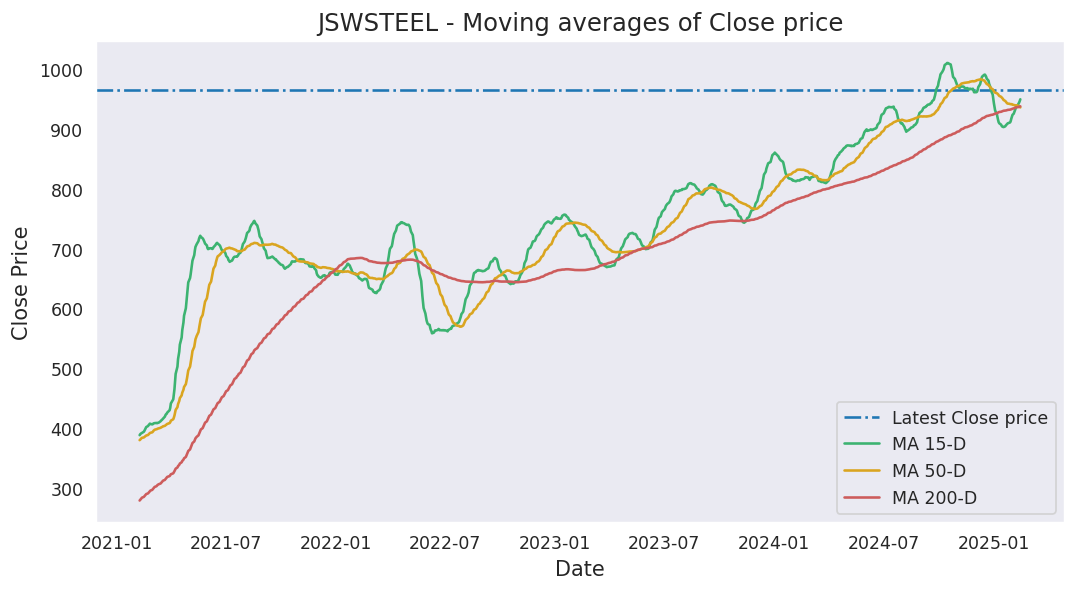 JSWSTEEL - Moving averages of Close price
Close Price
1000
900
800
700
600
500
400
300
2021-01 2021-07 2022-01 2022-07 2023-01 2023-07 2024-01 2024-07 2025-01
Date
Latest Close price
MA 15-D
MA 50-D
MA 200-D